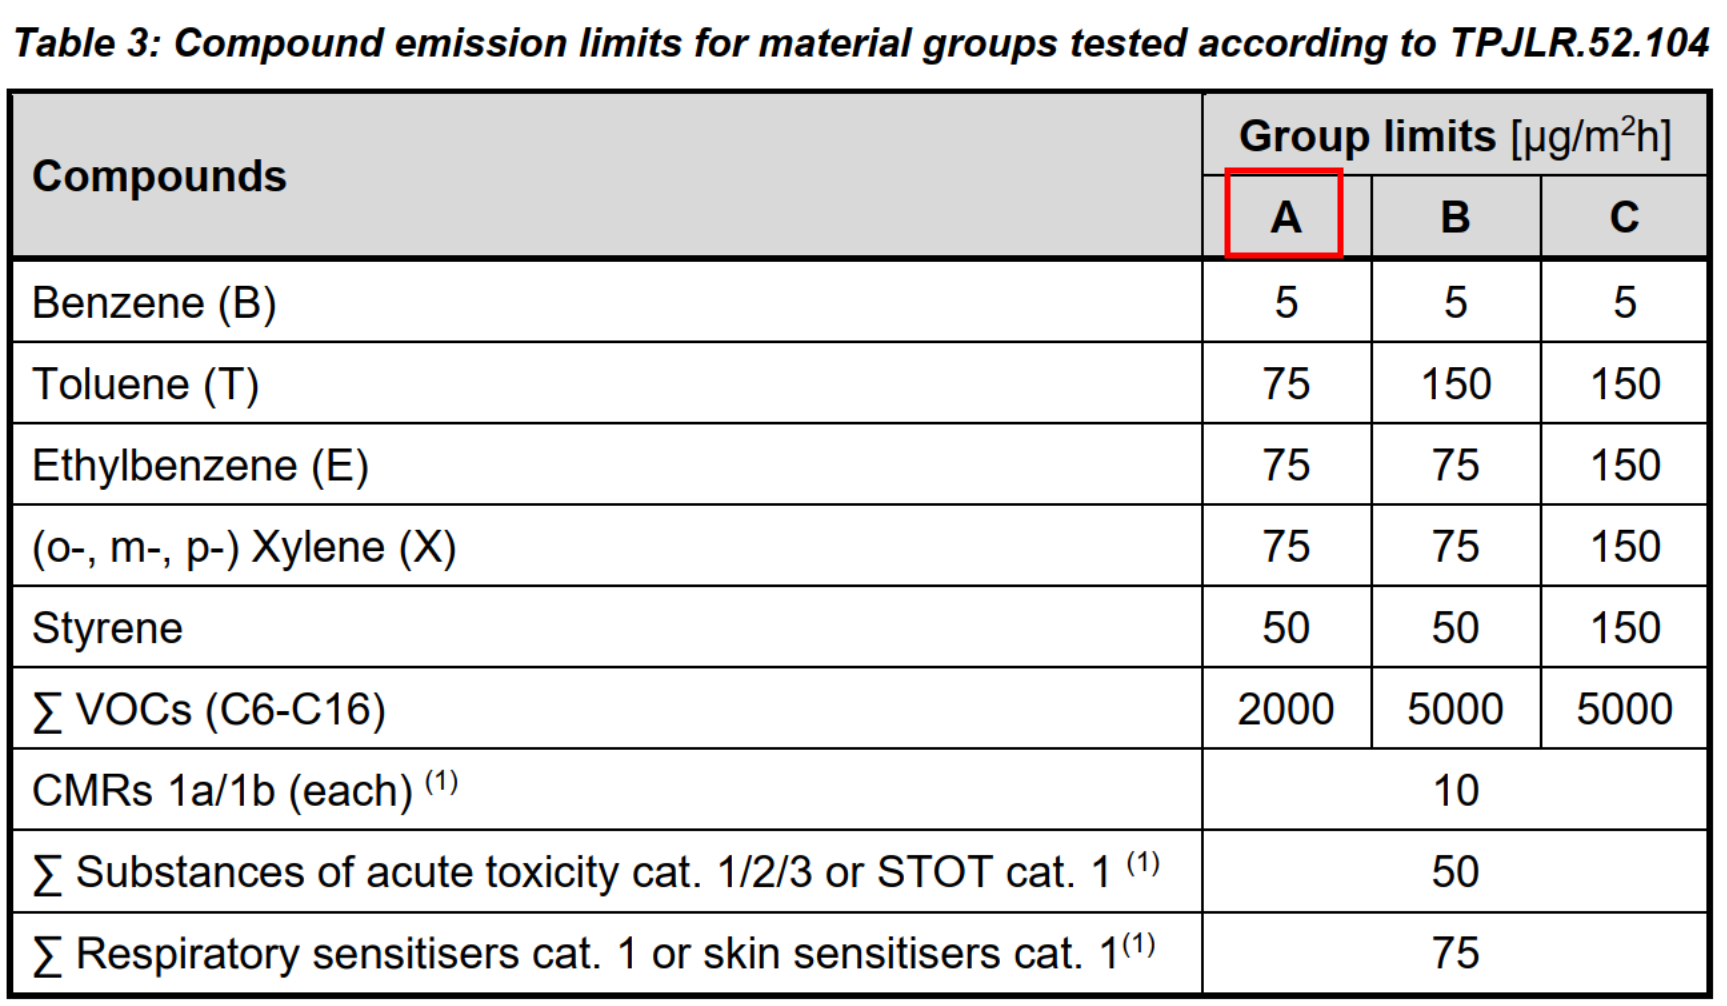 Table 3: Compound emission limits for material groups tested according to TPJLR.52.104
Compounds
Group limits [µg/m²h]
A B C
Benzene (B) 5 5 5
Toluene (T) 75 150 150
Ethylbenzene (E) 75 75 150
(o-, m-, p-) Xylene (X) 75 75 150
Styrene 50 50 150
∑ VOCs (C6-C16) 2000 5000 5000
CMRs 1a/1b (each) (1) 10
∑ Substances of acute toxicity cat. 1/2/3 or STOT cat. 1 (1) 50
∑ Respiratory sensitisers cat. 1 or skin sensitisers cat. 1(1) 75